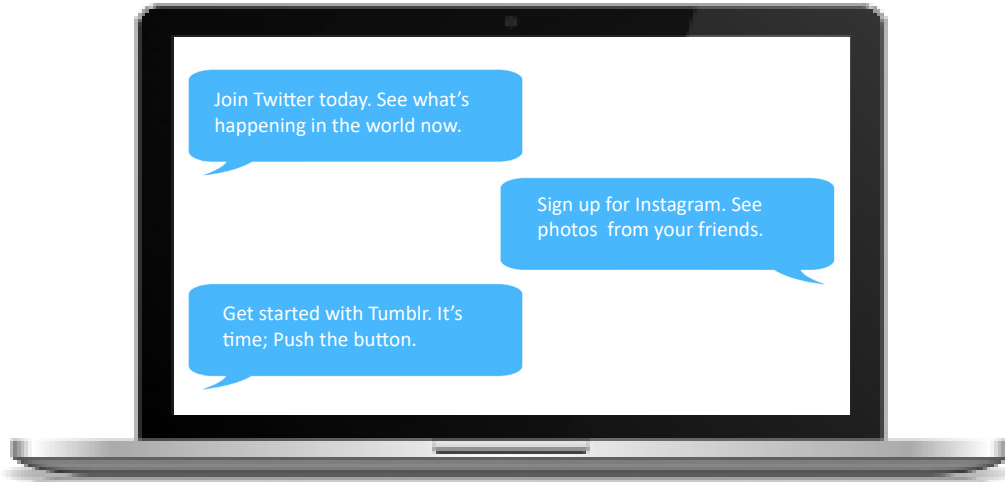 Join Twitter today. See what's
happening in the world now.
Sign up for Instagram. See
photos  from your friends.
Get started with Tumblr. It's
time; Push the button.